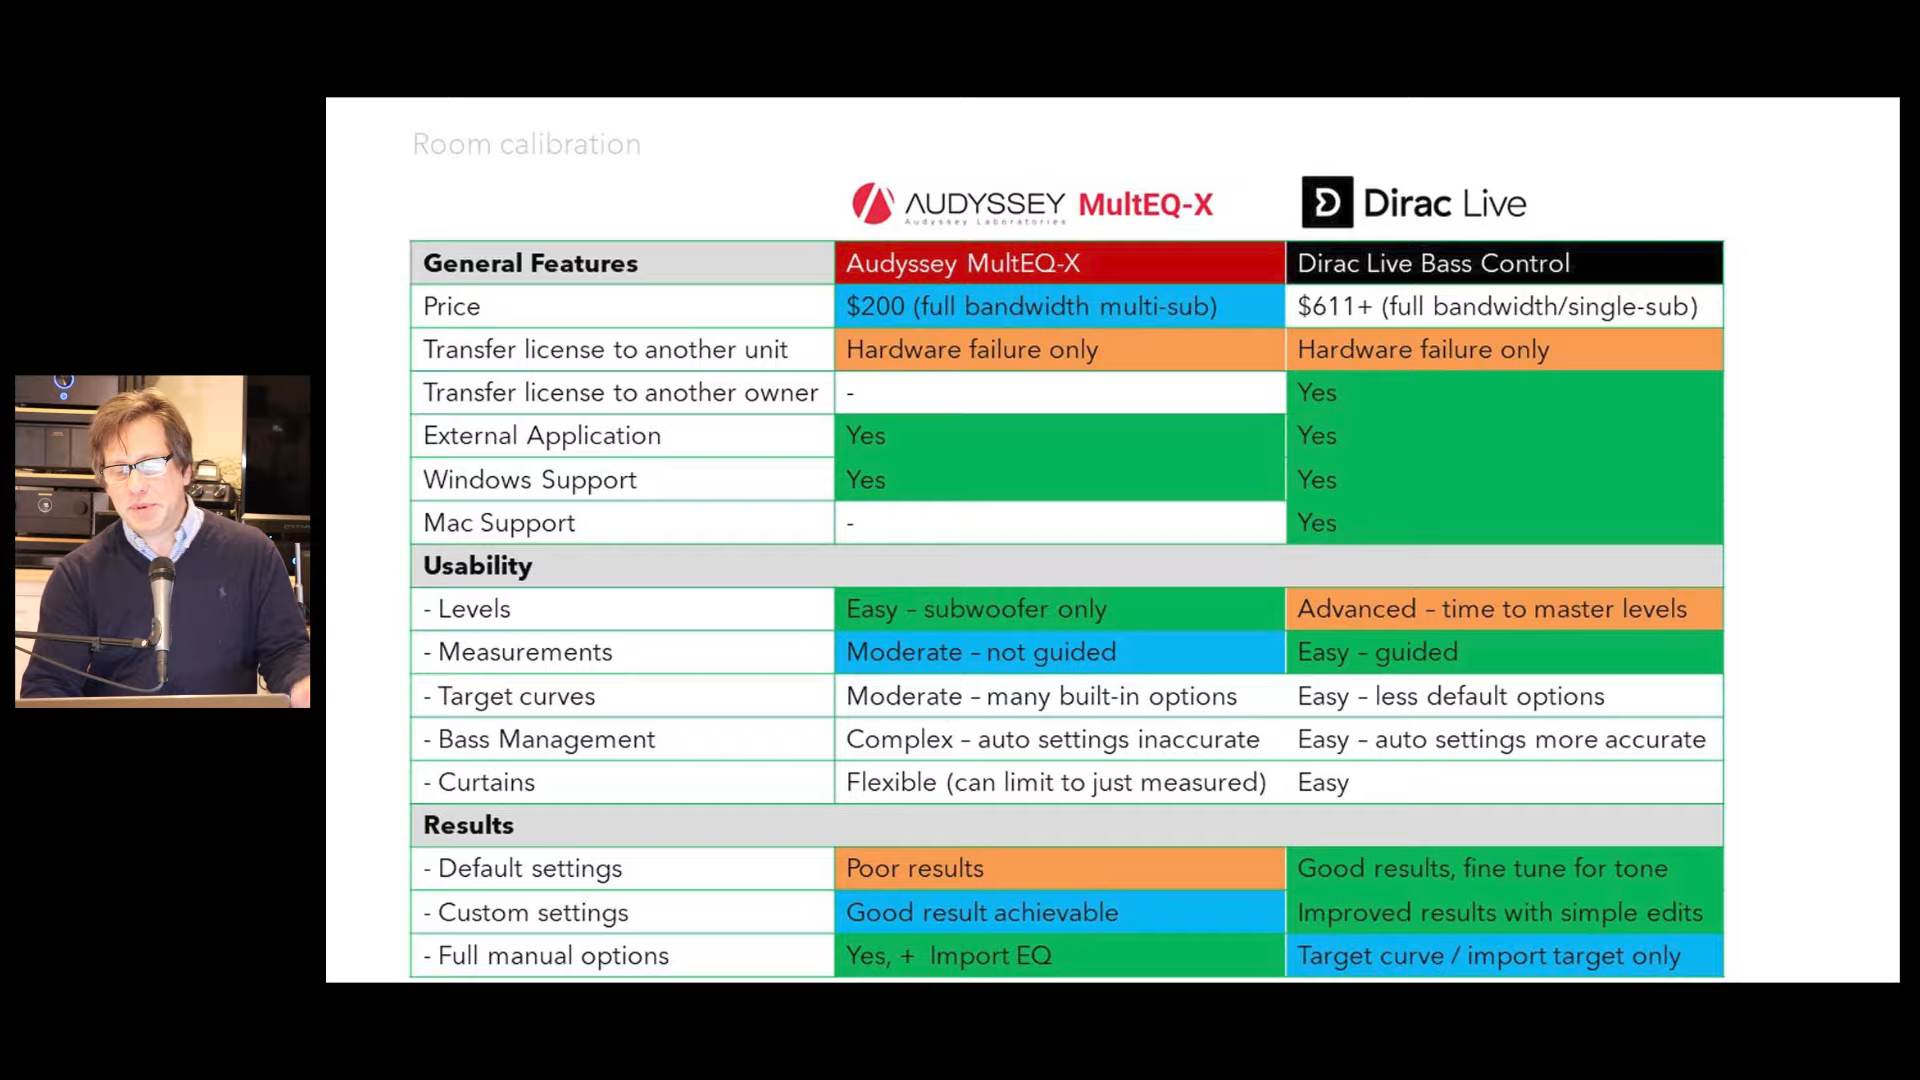 Room calibration
AUDYSSEY MultEQ-X
Audyssey Laboratories
Dirac Live
General Features Audyssey MultEQ-X Dirac Live Bass Control
Price $200 (full bandwidth multi-sub) $611+ (full bandwidth/single-sub)
Transfer license to another unit Hardware failure only Hardware failure only
Transfer license to another owner - Yes
External Application Yes Yes
Windows Support Yes Yes
Mac Support - Yes
Usability
- Levels Easy – subwoofer only Advanced – time to master levels
- Measurements Moderate – not guided Easy – guided
- Target curves Moderate – many built-in options Easy – less default options
- Bass Management Complex – auto settings inaccurate Easy – auto settings more accurate
- Curtains Flexible (can limit to just measured) Easy
Results
- Default settings Poor results Good results, fine tune for tone
- Custom settings Good result achievable Improved results with simple edits
- Full manual options Yes, + Import EQ Target curve / import target only